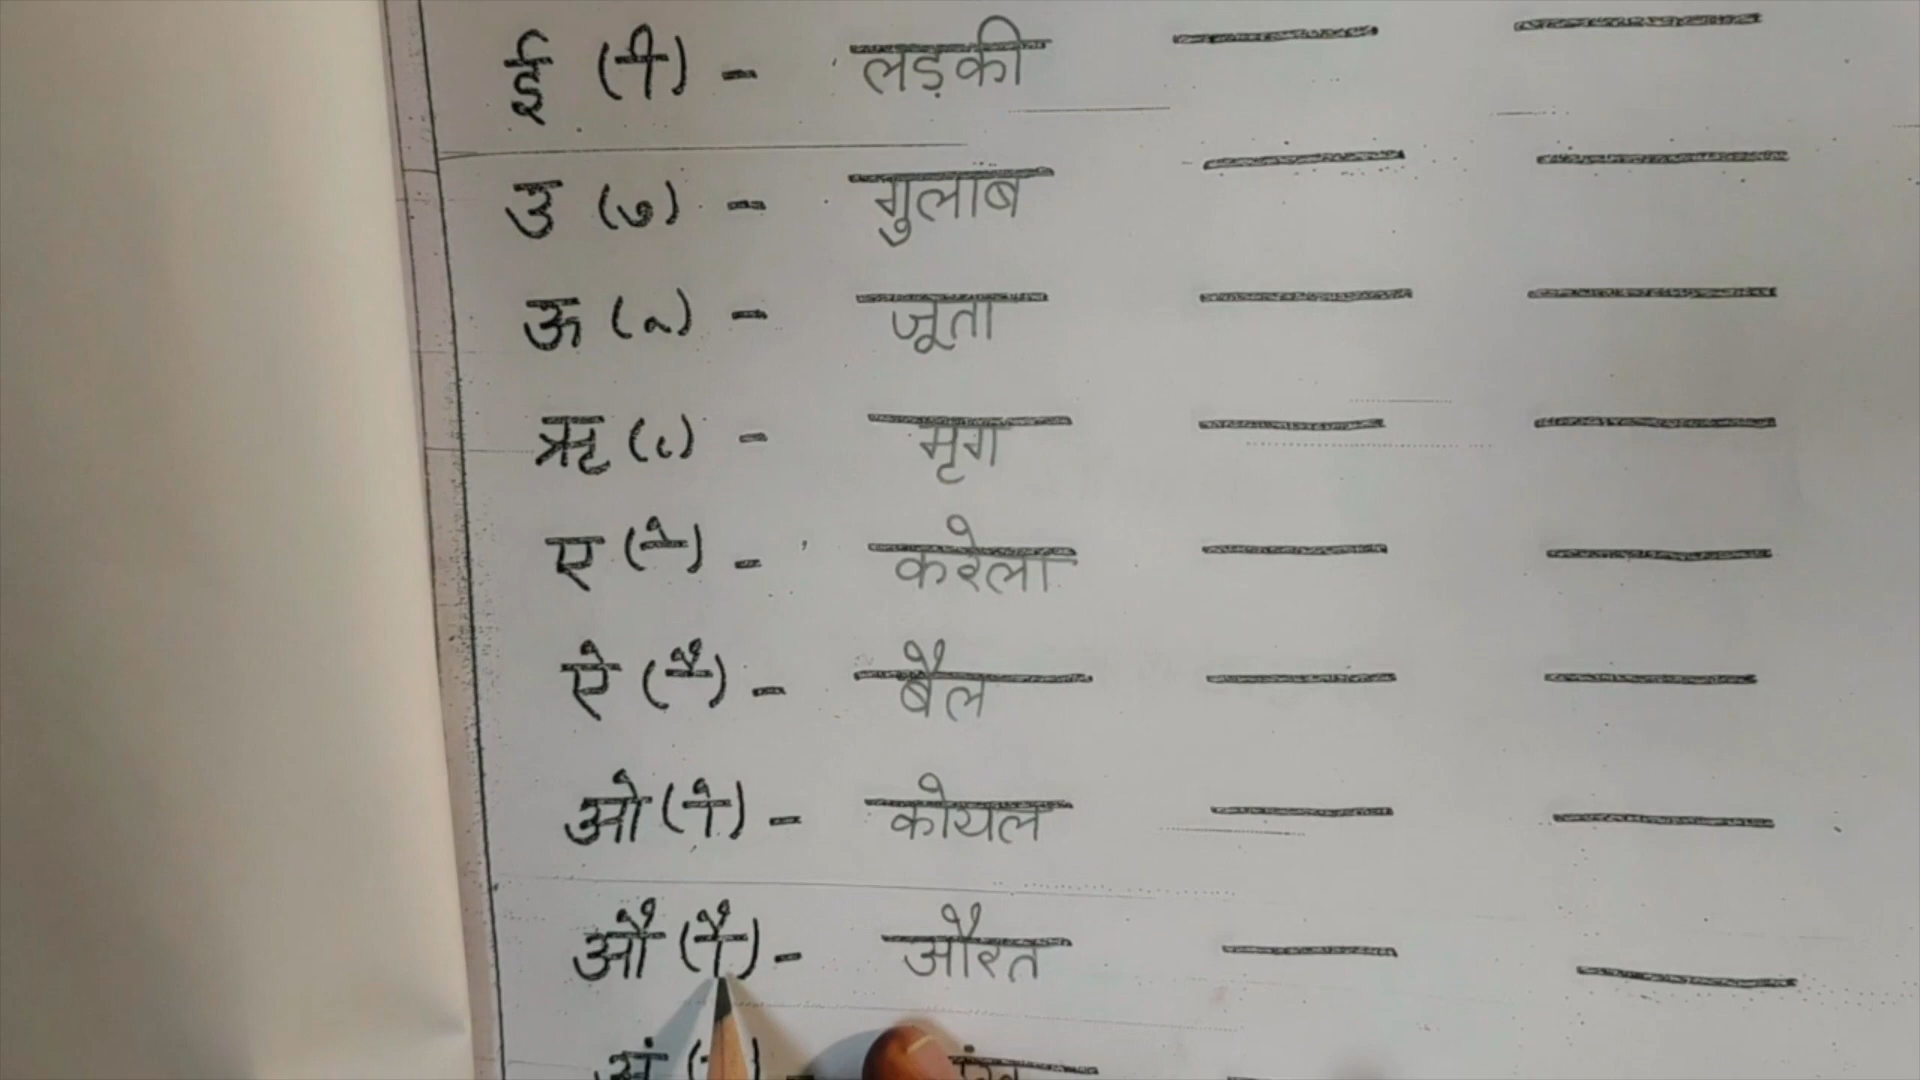 ई (ी) - लड़की
उ (ु) - गुलाब
ऊ (ू) - जूता
ऋ (ृ) - मृग
ए (े) - करेला
ऐ (ै) - बैल
ओ (ो) - कोयल
औ (ौ) - औरत
अं